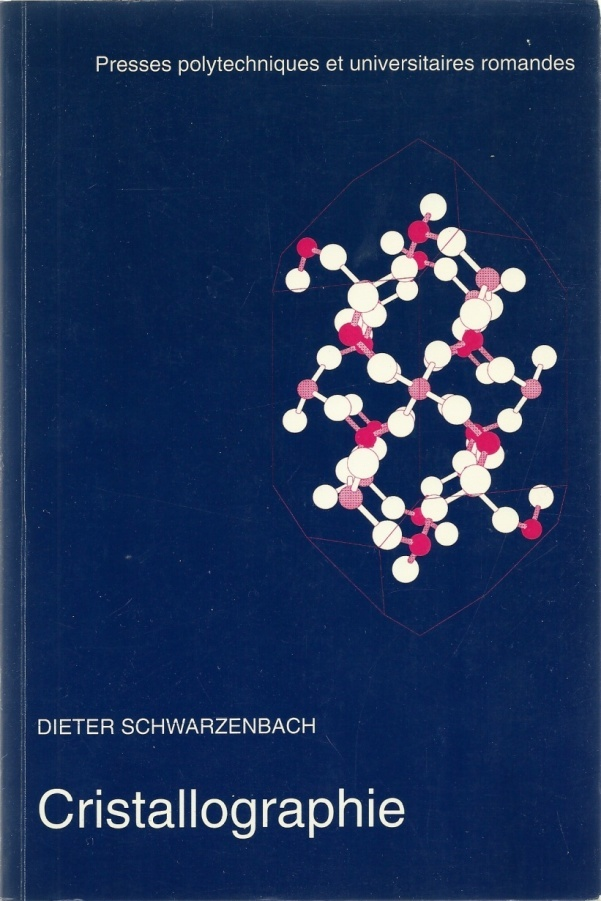 Presses polytechniques et universitaires romandes
DIETER SCHWARZENBACH
Cristallographie